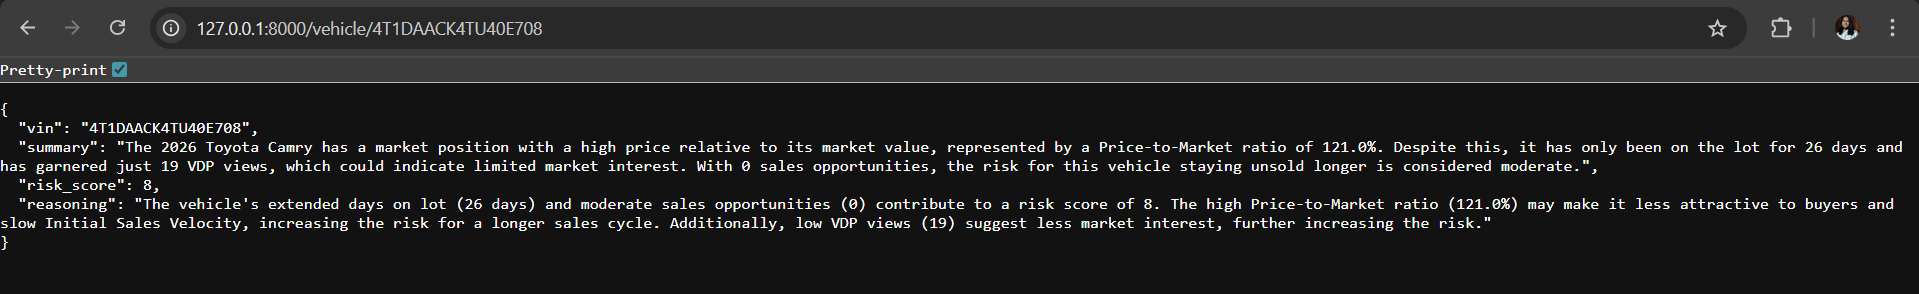 127.0.0.1:8000/vehicle/4T1DAACK4TU40E708
Pretty-print
{
"vin": "4T1DAACK4TU40E708",
"summary": "The 2026 Toyota Camry has a market position with a high price relative to its market value, represented by a Price-to-Market ratio of 121.0%. Despite this, it has only been on the lot for 26 days and
has garnered just 19 VDP views, which could indicate limited market interest. With 0 sales opportunities, the risk for this vehicle staying unsold longer is considered moderate.",
"risk_score": 8,
"reasoning": "The vehicle's extended days on lot (26 days) and moderate sales opportunities (0) contribute to a risk score of 8. The high Price-to-Market ratio (121.0%) may make it less attractive to buyers and
slow Initial Sales Velocity, increasing the risk for a longer sales cycle. Additionally, low VDP views (19) suggest less market interest, further increasing the risk."
}